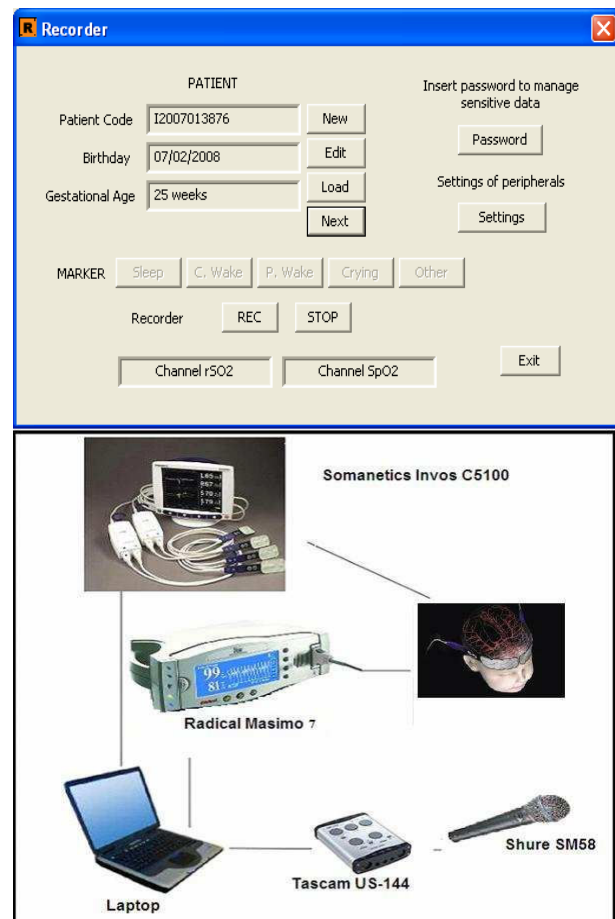 R Recorder
PATIENT
Insert password to manage
sensitive data
Patient Code I2007013876 New
Password
Birthday 07/02/2008 Edit
Gestational Age 25 weeks Load
Settings of peripherals
Next
Settings
MARKER Sleep C. Wake P. Wake Crying Other
Recorder REC STOP
Channel rSO2 Channel SpO2 Exit
Somanetics Invos C5100
99
81
Radical Masimo 7
Shure SM58
Tascam US-144
Laptop